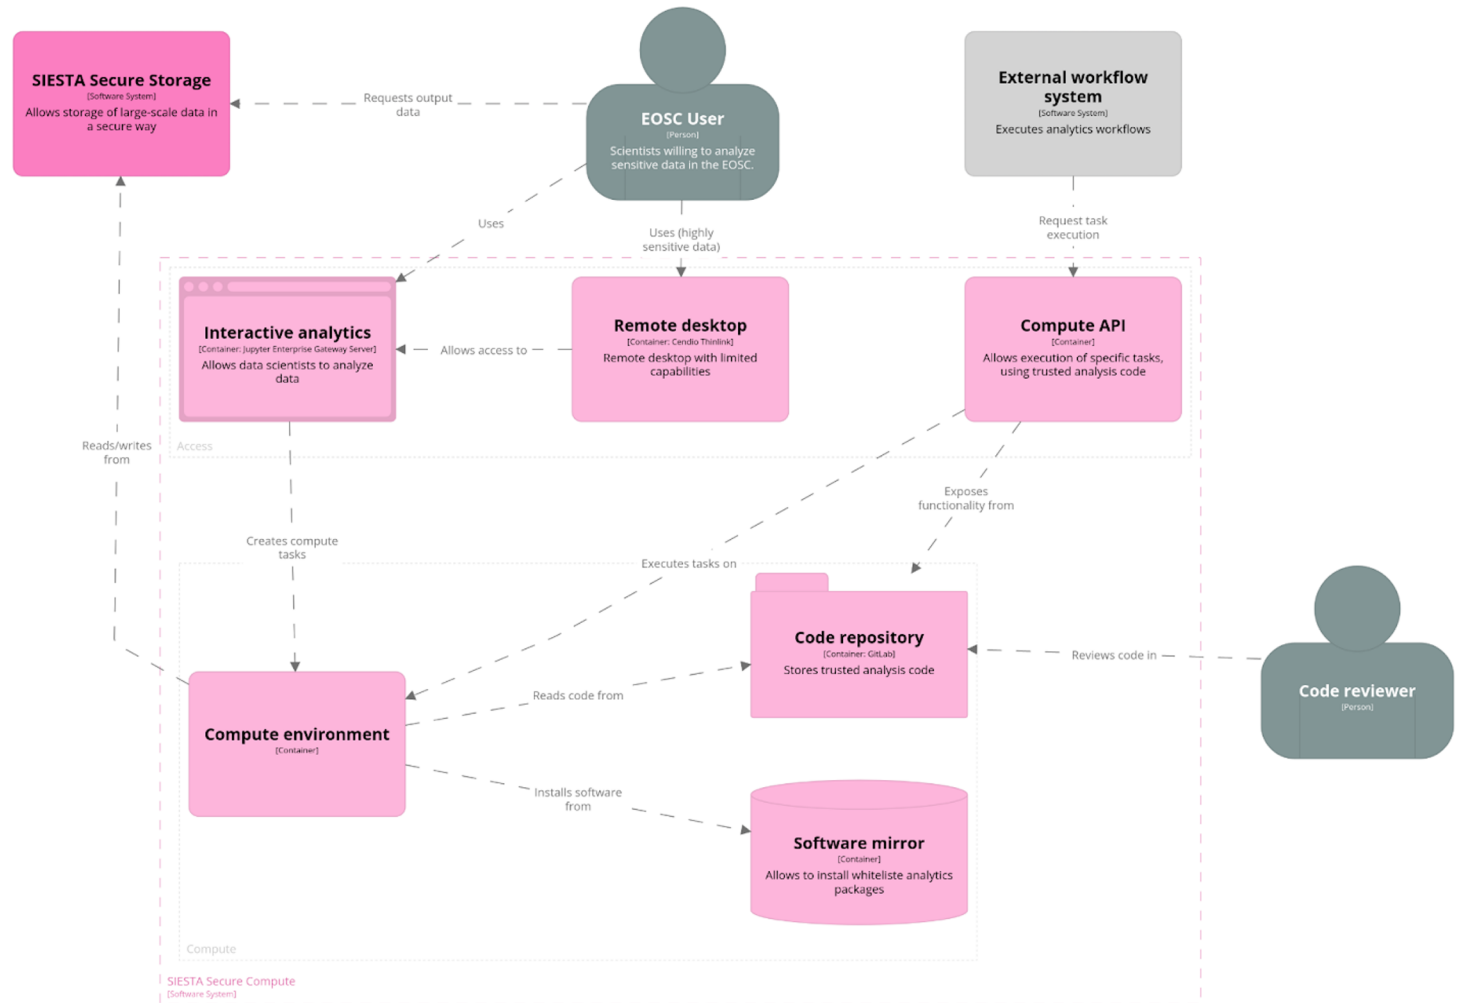 SIESTA Secure Storage
[Software System]
Allows storage of large-scale data in
a secure way
Requests output
data
EOSC User
[Person]
Scientists willing to analyze
sensitive data in the EOSC.
External workflow
system
[Software System]
Executes analytics workflows
Uses
Uses (highly
sensitive data)
Request task
execution
Interactive analytics
[Container: Jupyter Enterprise Gateway Server]
Allows data scientists to analyze
data
Allows access to
Remote desktop
[Container: Cendio Thinlink]
Remote desktop with limited
capabilities
Compute API
[Container]
Allows execution of specific tasks,
using trusted analysis code
Access
Reads/writes
from
Exposes
functionality from
Creates compute
tasks
Executes tasks on
Code repository
[Container: GitLab]
Stores trusted analysis code
Reviews code in
Code reviewer
[Person]
Reads code from
Compute environment
[Container]
Installs software
from
Software mirror
[Container]
Allows to install whiteliste analytics
packages
Compute
SIESTA Secure Compute
[Software System]